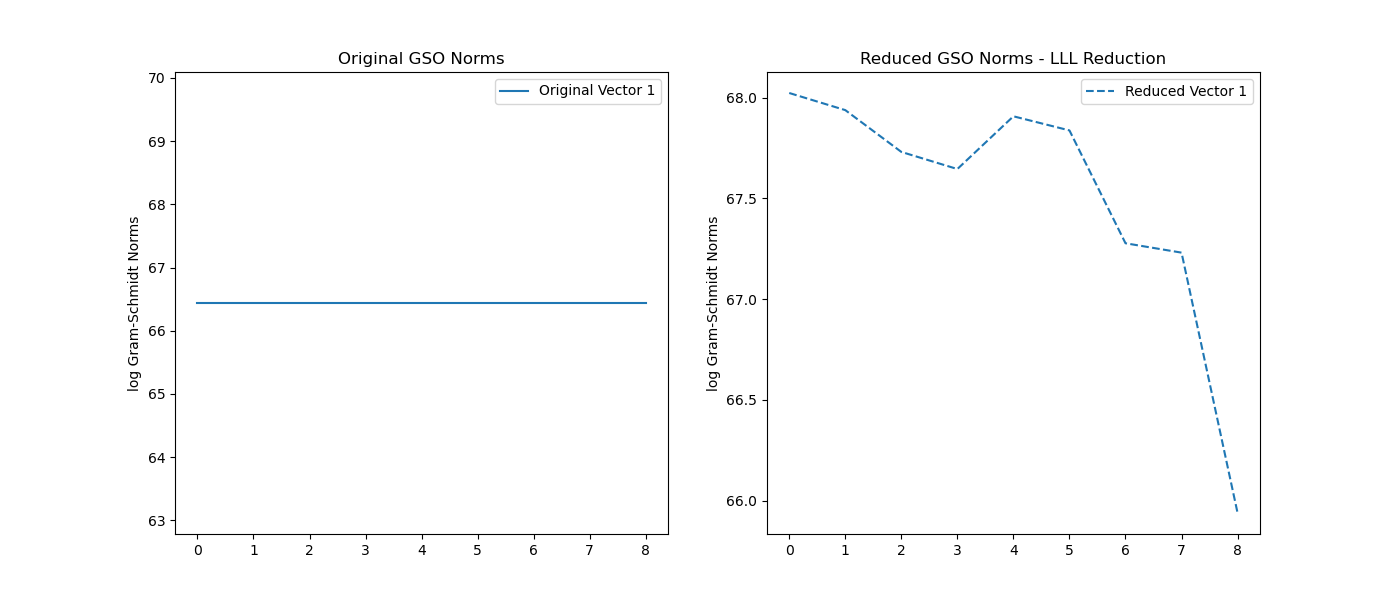 Original GSO Norms
Original Vector 1
log Gram-Schmidt Norms
70
69
68
67
66
65
64
63
0 1 2 3 4 5 6 7 8
Reduced GSO Norms - LLL Reduction
Reduced Vector 1
log Gram-Schmidt Norms
68.0
67.5
67.0
66.5
66.0
0 1 2 3 4 5 6 7 8